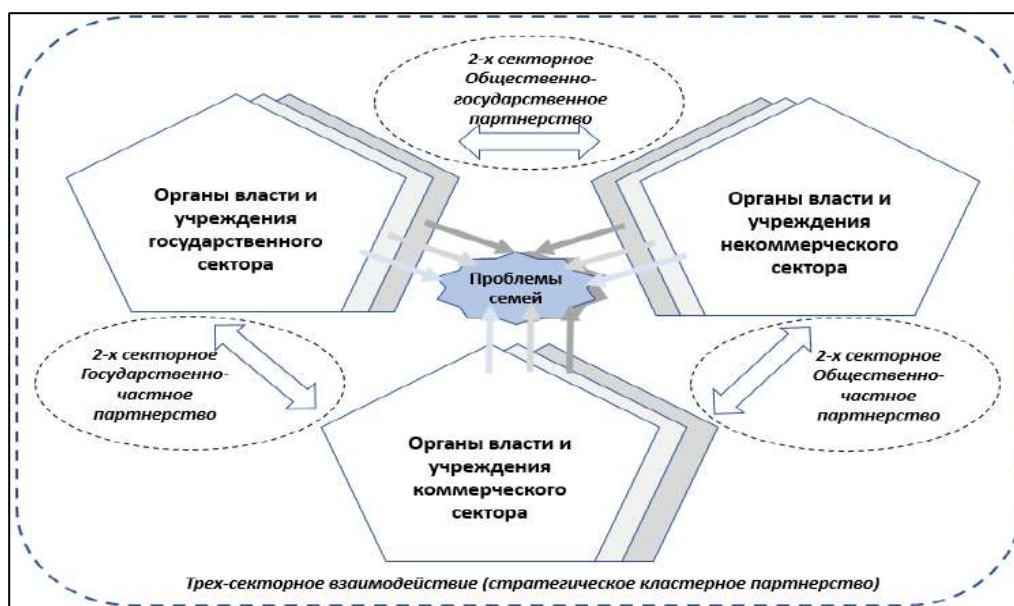 2-х секторное
Общественно-
государственное
партнерство
Органы власти и
учреждения
государственного
сектора
Органы власти и
учреждения
некоммерческого
сектора
Проблемы
семей
2-х секторное
Государственно-
частное
партнерство
2-х секторное
Общественно-
частное
партнерство
Органы власти и
учреждения
коммерческого
сектора
Трех-секторное взаимодействие (стратегическое кластерное партнерство)